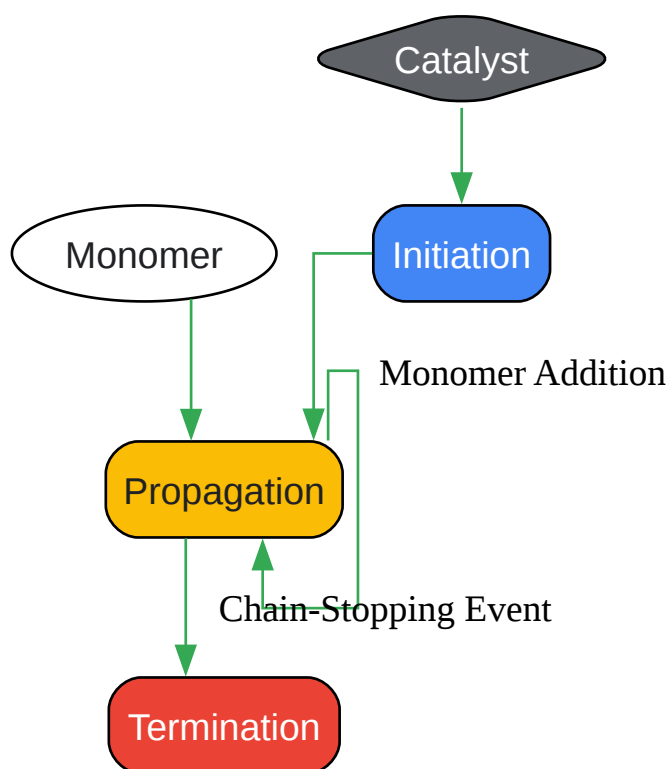 Catalyst
Monomer
Initiation
Monomer Addition
Propagation
Chain-Stopping Event
Termination